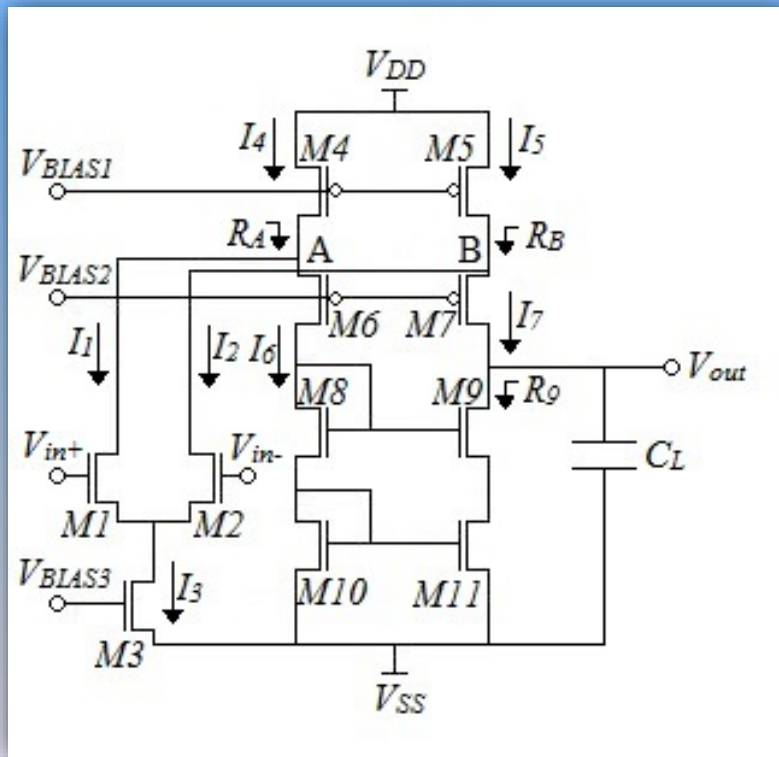 VDD
I4 M4 M5 I5
VBIAS1
RA A B RB
VBIAS2
M6 M7 I7
I1 I2 I6
M8 M9 R9 Vout
Vin+ Vin- CL
M1 M2
VBIAS3 I3 M10 M11
M3
VSS